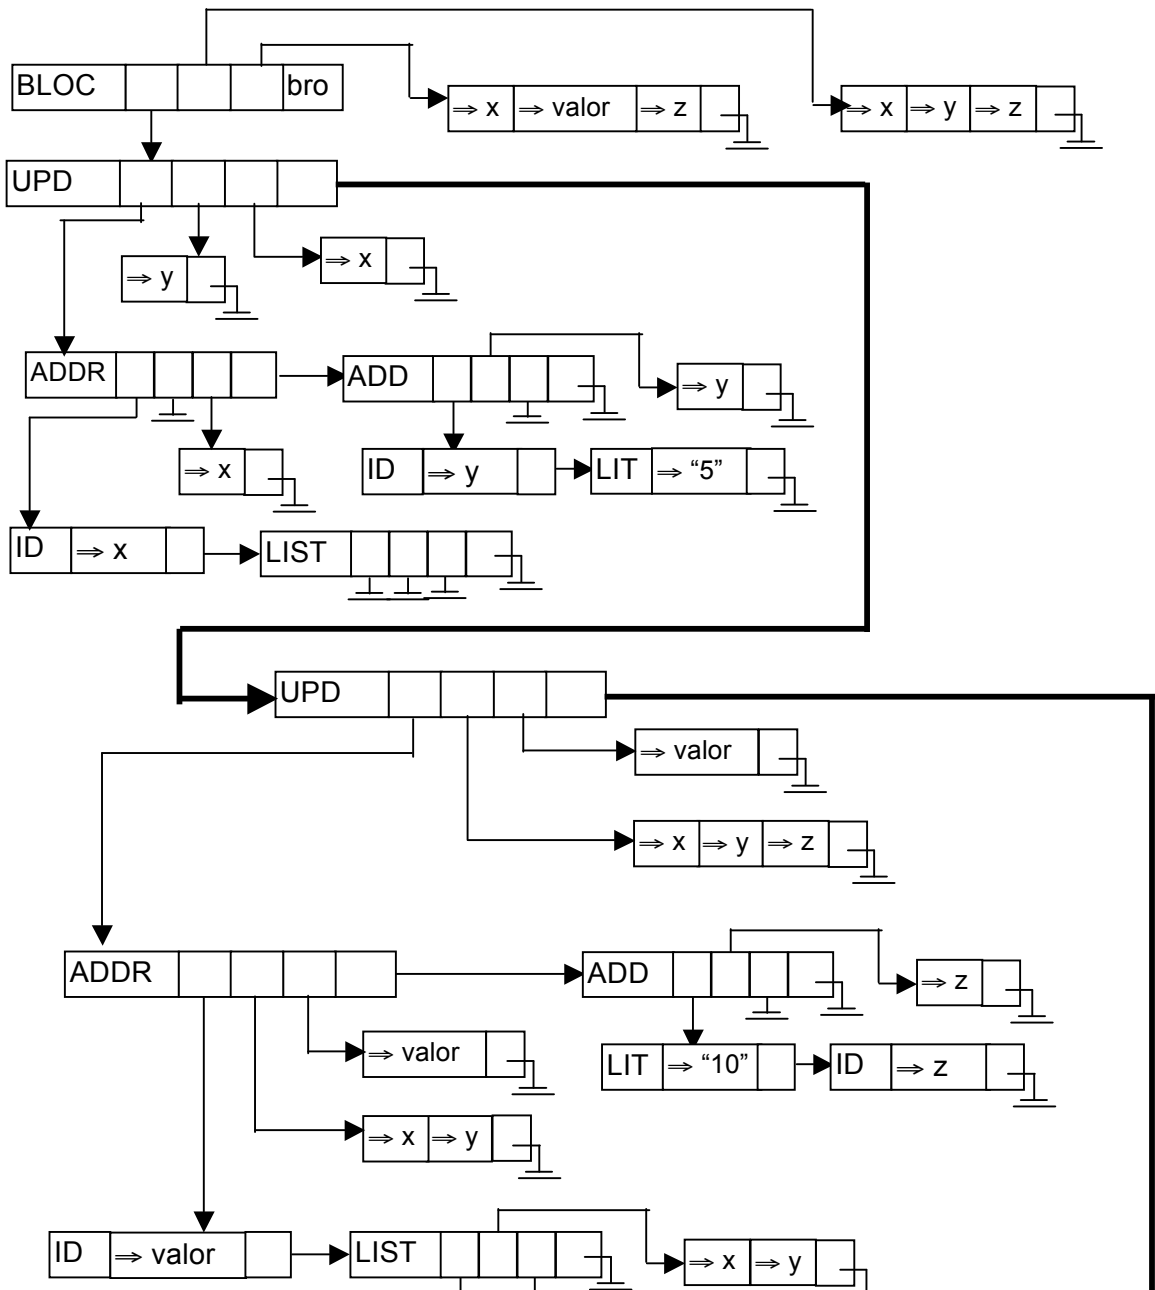 BLOC bro
⇒ x ⇒ valor ⇒ z
⇒ x ⇒ y ⇒ z
UPD
⇒ y
⇒ x
ADDR
ADD
⇒ y
⇒ x
ID ⇒ y
LIT ⇒ “5”
ID ⇒ x
LIST
UPD
⇒ valor
⇒ x ⇒ y ⇒ z
ADDR
ADD
⇒ z
⇒ valor
LIT ⇒ “10”
ID ⇒ z
⇒ x ⇒ y
ID ⇒ valor
LIST
⇒ x ⇒ y